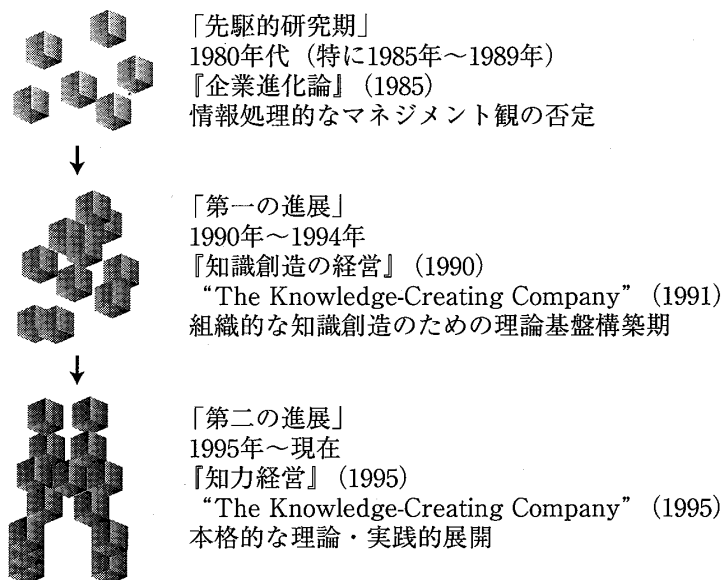 「先駆的研究期」
1980年代（特に1985年〜1989年）
『企業進化論』（1985）
情報処理的なマネジメント観の否定
「第一の進展」
1990年〜1994年
『知識創造の経営』（1990）
“The Knowledge-Creating Company”（1991）
組織的な知識創造のための理論基盤構築期
「第二の進展」
1995年〜現在
『知力経営』（1995）
“The Knowledge-Creating Company”（1995）
本格的な理論・実践的展開